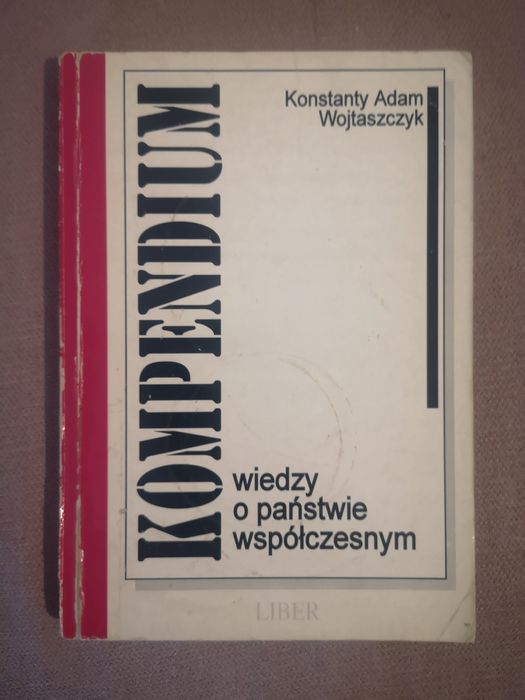 Konstanty Adam
Wojtaszczyk
KOMPENDIUM
wiedzy
o państwie
współczesnym
LIBER